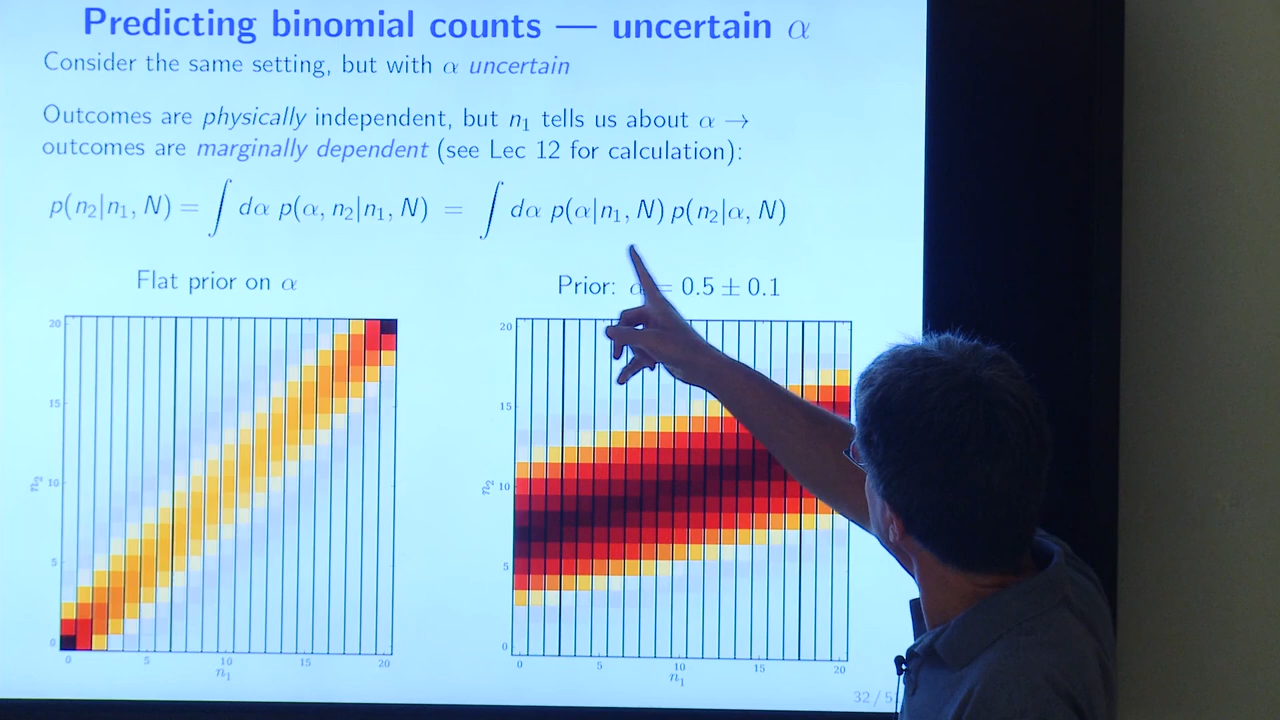 Predicting binomial counts — uncertain α
Consider the same setting, but with α uncertain
Outcomes are physically independent, but n₁ tells us about α →
outcomes are marginally dependent (see Lec 12 for calculation):
p(n₂|n₁, N) = ∫ dα p(α, n₂|n₁, N) = ∫ dα p(α|n₁, N) p(n₂|α, N)
Flat prior on α
Prior: α = 0.5 ± 0.1
20
15
10
5
0
n₂
0 5 10 15 20
n₁
20
15
10
5
0
n₂
0 5 10 15 20
n₁
32 / 5